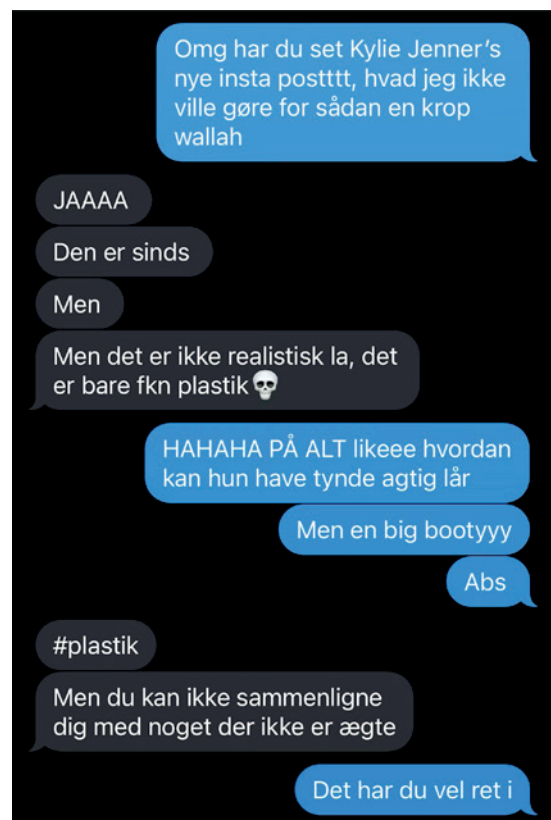 Omg har du set Kylie Jenner’s
nye insta postttt, hvad jeg ikke
ville gøre for sådan en krop
wallah
JAAAA
Den er sinds
Men
Men det er ikke realistisk la, det
er bare fkn plastik💀
HAHAHA PÅ ALT likeee hvordan
kan hun have tynde agtig lår
Men en big bootyyy
Abs
#plastik
Men du kan ikke sammenligne
dig med noget der ikke er ægte
Det har du vel ret i